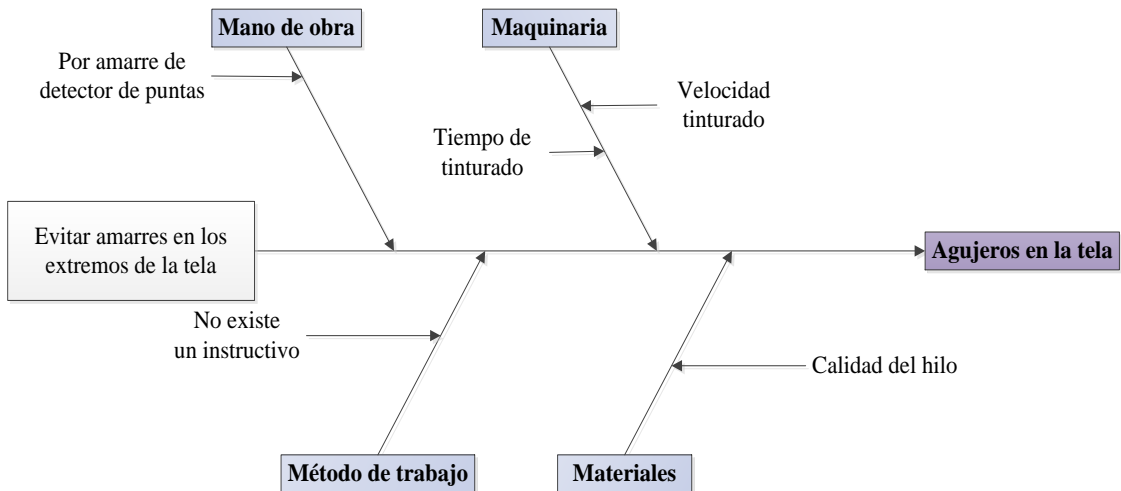 Mano de obra
Maquinaria
Por amarre de
detector de puntas
Velocidad
tinturado
Tiempo de
tinturado
Evitar amarres en los
extremos de la tela
Agujeros en la tela
No existe
un instructivo
Calidad del hilo
Método de trabajo
Materiales